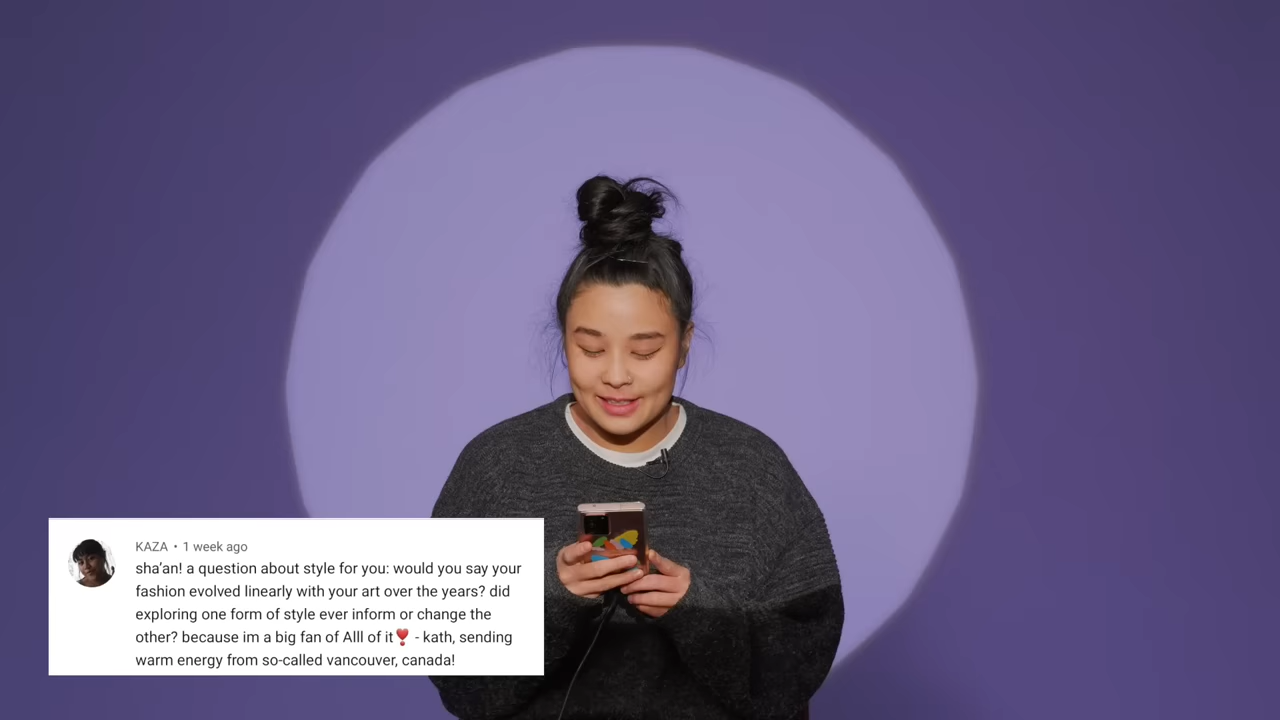 KAZA • 1 week ago
sha'an! a question about style for you: would you say your
fashion evolved linearly with your art over the years? did
exploring one form of style ever inform or change the
other? because im a big fan of Alll of it❣️ - kath, sending
warm energy from so-called vancouver, canada!